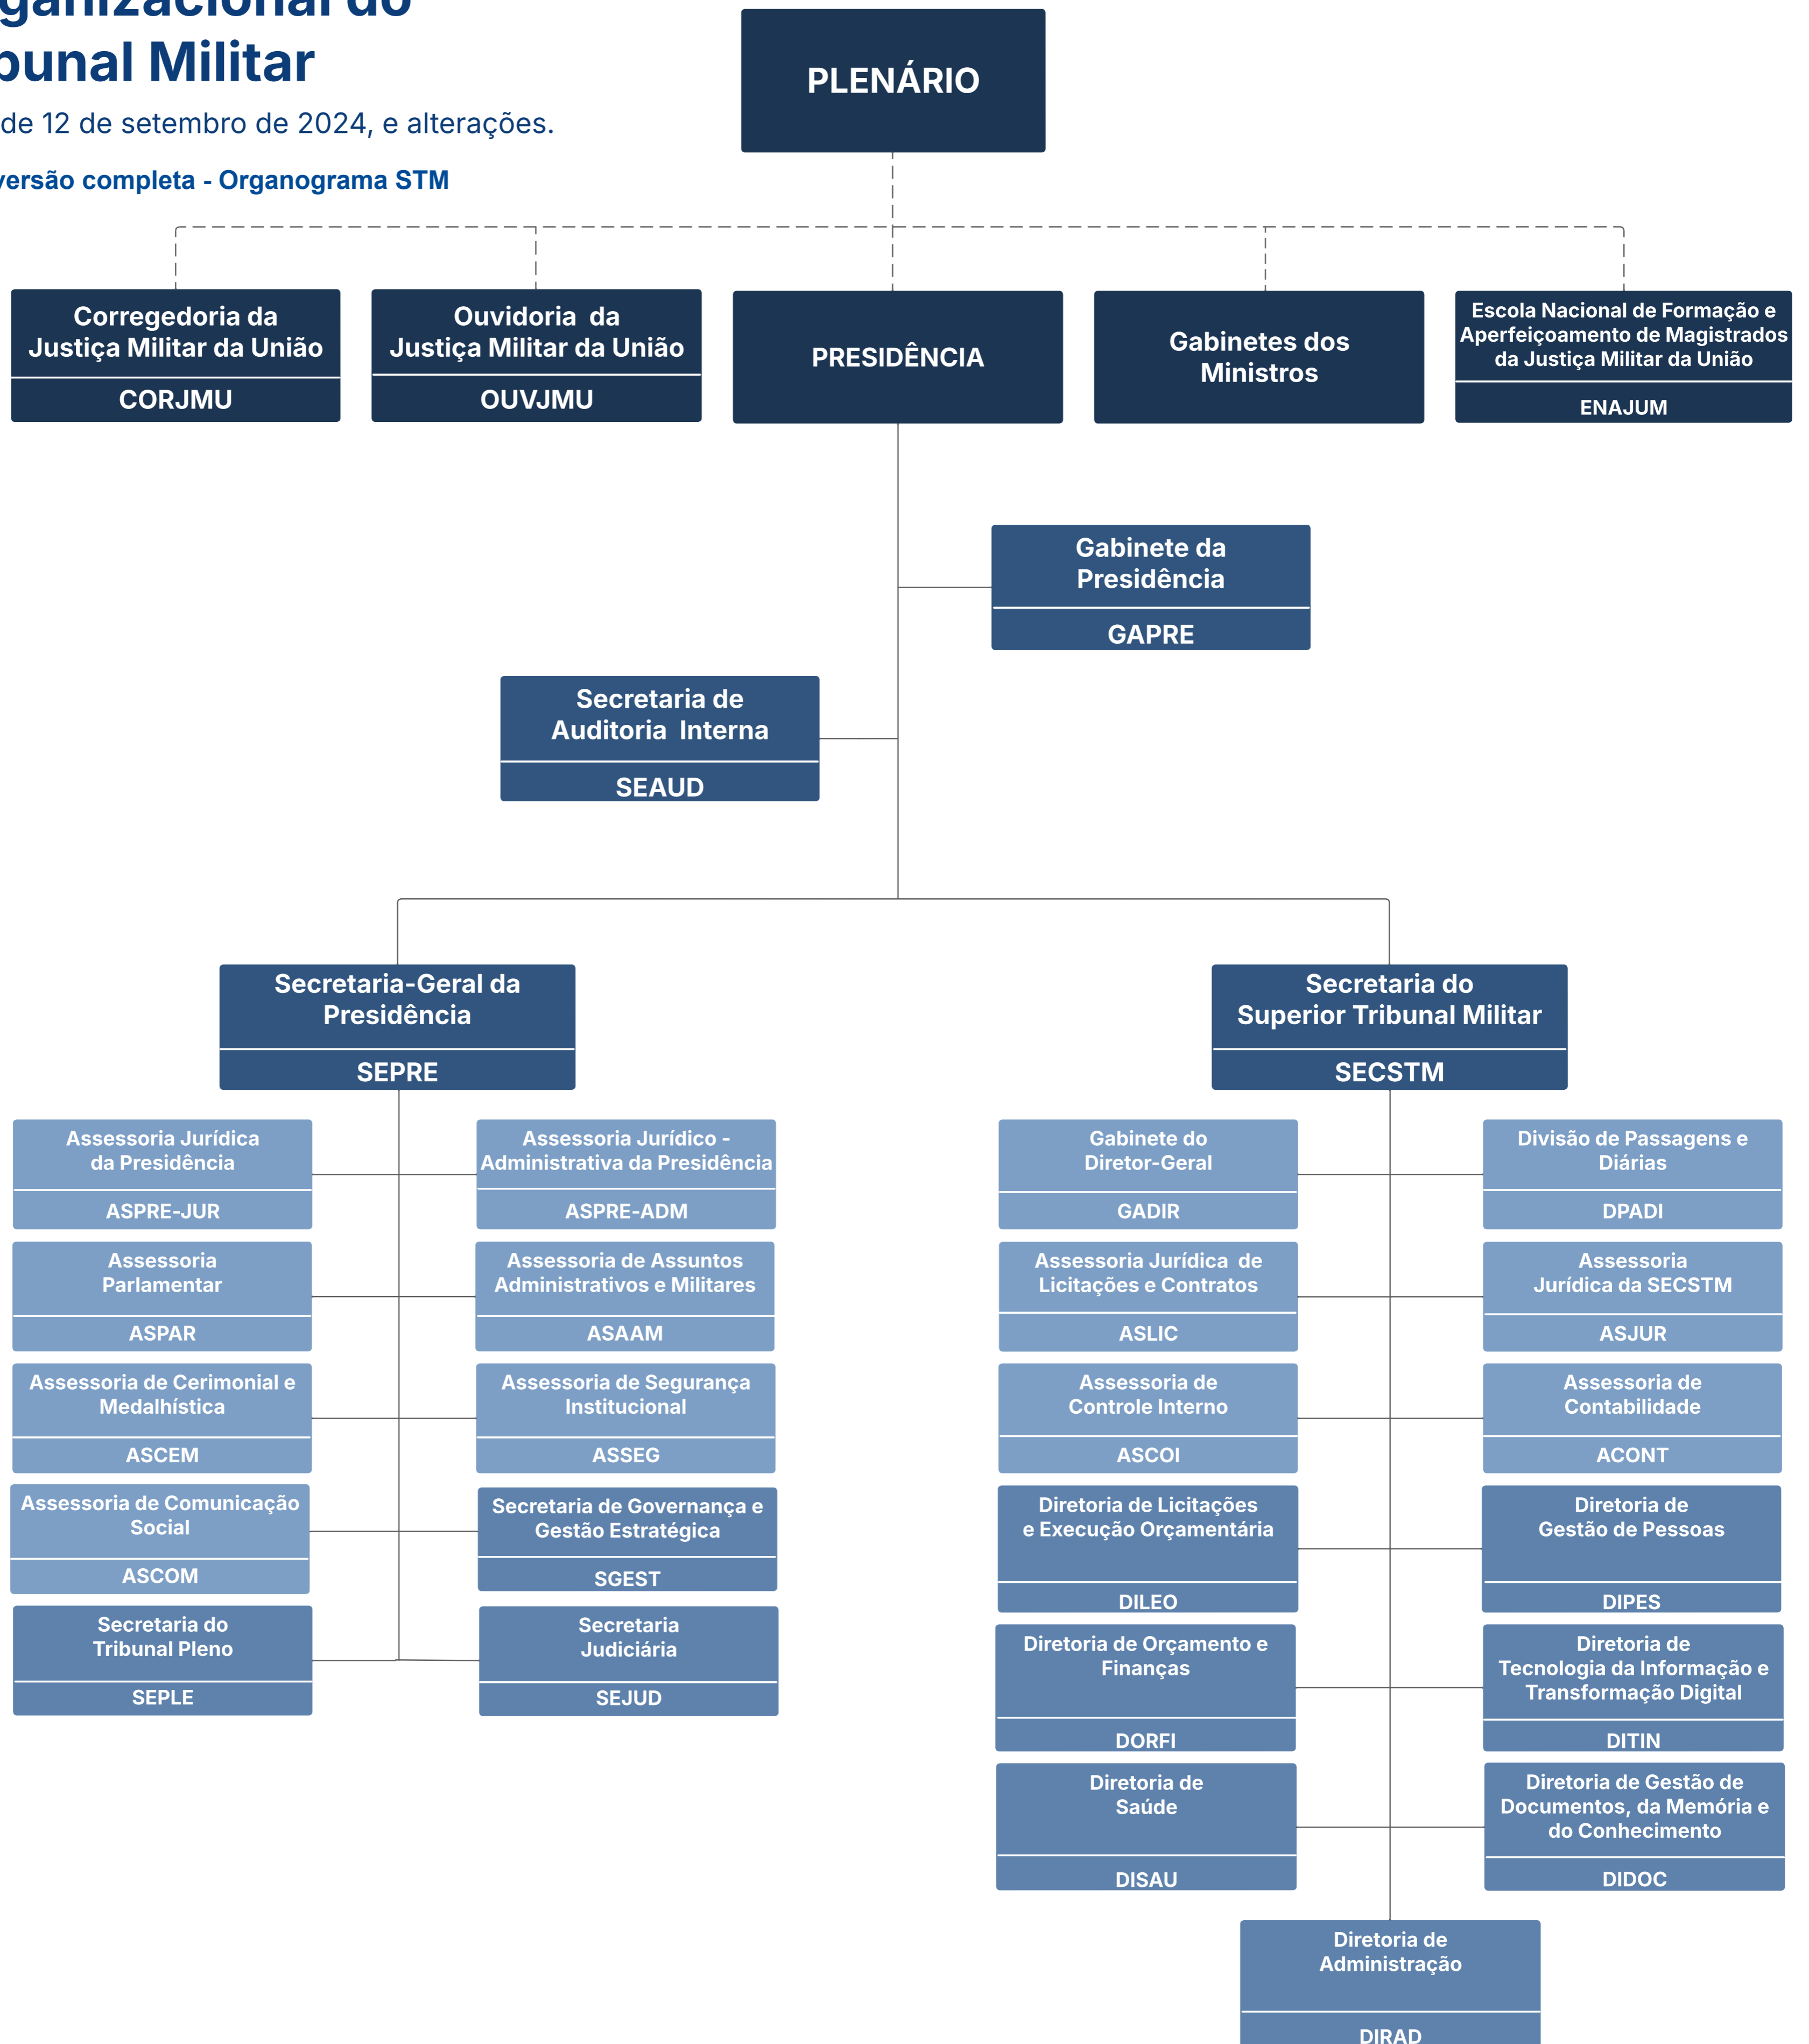 ganizacional do
bunal Militar
de 12 de setembro de 2024, e alterações.
versão completa - Organograma STM
PLENÁRIO
Corregedoria da
Justiça Militar da União
CORJMU
Ouvidoria da
Justiça Militar da União
OUVJMU
PRESIDÊNCIA
Gabinetes dos
Ministros
Escola Nacional de Formação e
Aperfeiçoamento de Magistrados
da Justiça Militar da União
ENAJUM
Gabinete da
Presidência
GAPRE
Secretaria de
Auditoria Interna
SEAUD
Secretaria-Geral da
Presidência
SEPRE
Secretaria do
Superior Tribunal Militar
SECSTM
Assessoria Jurídica
da Presidência
ASPRE-JUR
Assessoria Jurídico -
Administrativa da Presidência
ASPRE-ADM
Assessoria
Parlamentar
ASPAR
Assessoria de Assuntos
Administrativos e Militares
ASAAM
Assessoria de Cerimonial e
Medalhística
ASCEM
Assessoria de Segurança
Institucional
ASSEG
Assessoria de Comunicação
Social
ASCOM
Secretaria de Governança e
Gestão Estratégica
SGEST
Secretaria do
Tribunal Pleno
SEPLE
Secretaria
Judiciária
SEJUD
Gabinete do
Diretor-Geral
GADIR
Divisão de Passagens e
Diárias
DPADI
Assessoria Jurídica de
Licitações e Contratos
ASLIC
Assessoria
Jurídica da SECSTM
ASJUR
Assessoria de
Controle Interno
ASCOI
Assessoria de
Contabilidade
ACONT
Diretoria de Licitações
e Execução Orçamentária
DILEO
Diretoria de
Gestão de Pessoas
DIPES
Diretoria de Orçamento e
Finanças
DORFI
Diretoria de
Tecnologia da Informação e
Transformação Digital
DITIN
Diretoria de
Saúde
DISAU
Diretoria de Gestão de
Documentos, da Memória e
do Conhecimento
DIDOC
Diretoria de
Administração
DIRAD